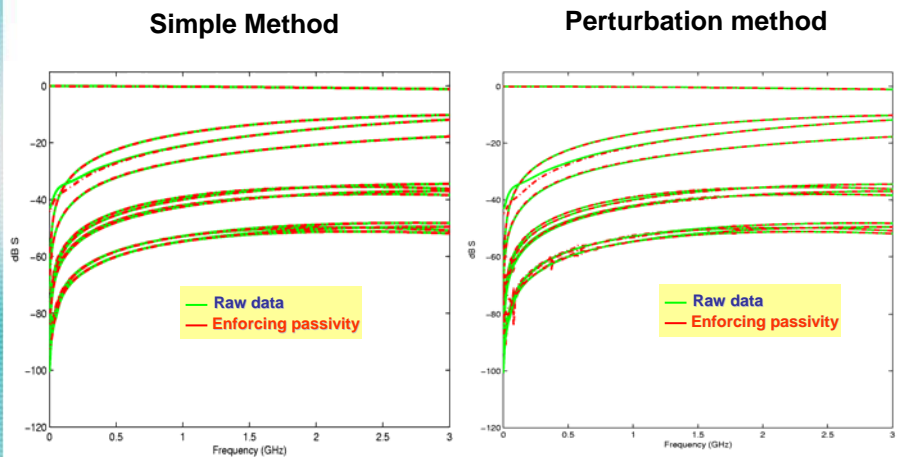 Simple Method
Perturbation method
0
−20
−40
−60
−80
−100
−120
dB S
0
0.5
1
1.5
2
2.5
3
Frequency (GHz)
Raw data
Enforcing passivity
0
−20
−40
−60
−80
−100
−120
dB S
0
0.5
1
1.5
2
2.5
3
Frequency (GHz)
Raw data
Enforcing passivity